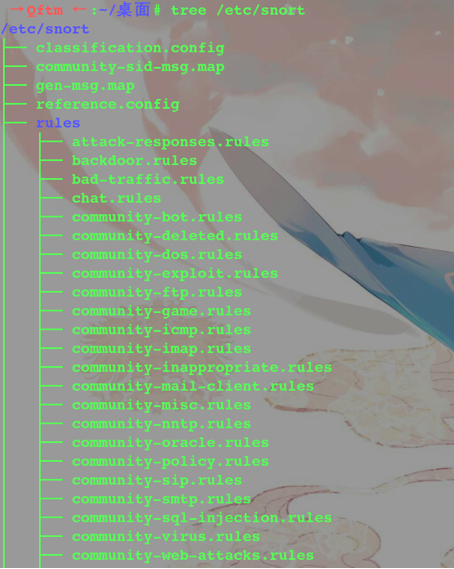 →Qftm ←:~/桌面# tree /etc/snort
/etc/snort
├── classification.config
├── community-sid-msg.map
├── gen-msg.map
├── reference.config
├── rules
│   ├── attack-responses.rules
│   ├── backdoor.rules
│   ├── bad-traffic.rules
│   ├── chat.rules
│   ├── community-bot.rules
│   ├── community-deleted.rules
│   ├── community-dos.rules
│   ├── community-exploit.rules
│   ├── community-ftp.rules
│   ├── community-game.rules
│   ├── community-icmp.rules
│   ├── community-imap.rules
│   ├── community-inappropriate.rules
│   ├── community-mail-client.rules
│   ├── community-misc.rules
│   ├── community-nntp.rules
│   ├── community-oracle.rules
│   ├── community-policy.rules
│   ├── community-sip.rules
│   ├── community-smtp.rules
│   ├── community-sql-injection.rules
│   ├── community-virus.rules
│   ├── community-web-attacks.rules